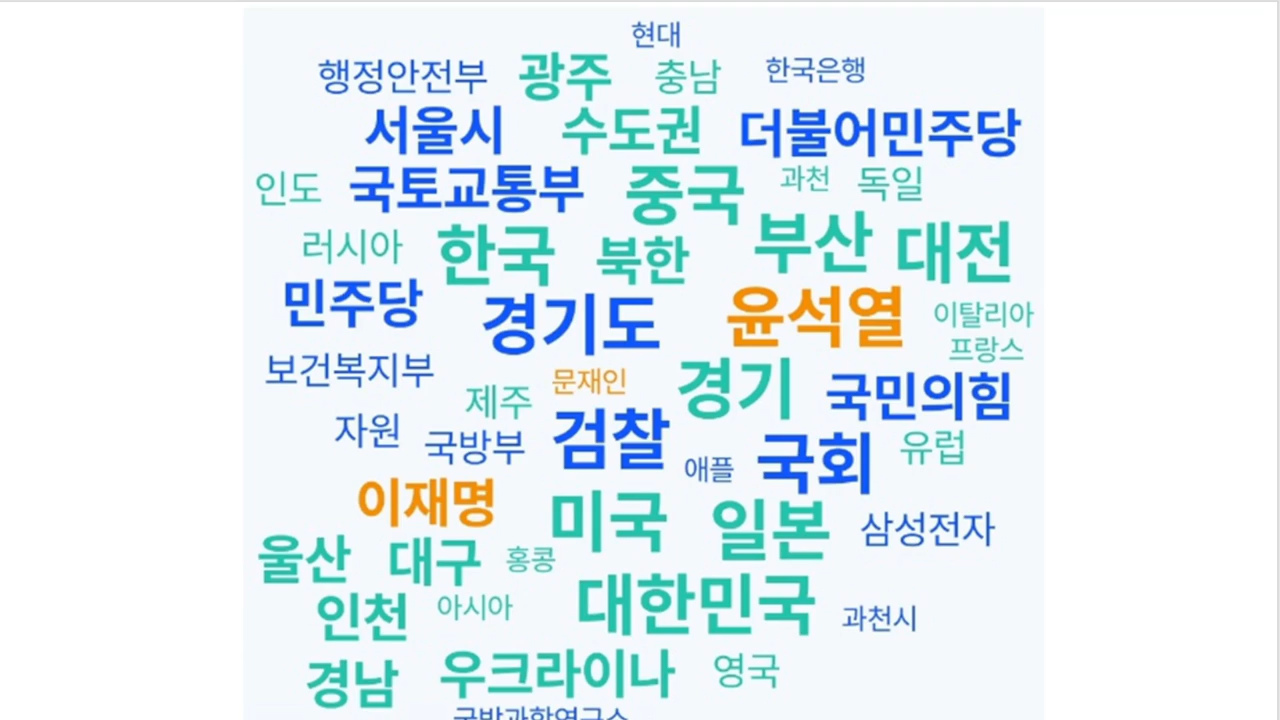 현대
행정안전부 광주 충남 한국은행
서울시 수도권 더불어민주당
인도 국토교통부 중국 과천 독일
러시아 한국 북한 부산 대전
민주당 경기도 윤석열 이탈리아
프랑스
보건복지부 제주 문재인 경기 국민의힘
자원 국방부 검찰 애플 국회 유럽
이재명 미국 일본 삼성전자
울산 대구 홍콩
인천 아시아 대한민국 과천시
경남 우크라이나 영국
국방과학연구소